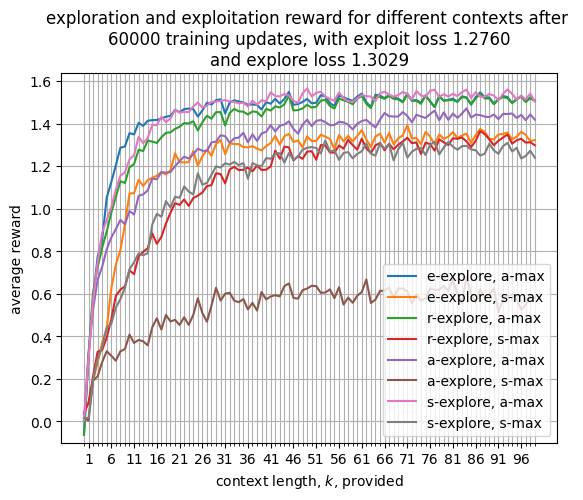 exploration and exploitation reward for different contexts after
60000 training updates, with exploit loss 1.2760
and explore loss 1.3029
1.6
1.4
1.2
1.0
0.8
0.6
0.4
0.2
0.0
average reward
e-explore, a-max
e-explore, s-max
r-explore, a-max
r-explore, s-max
a-explore, a-max
a-explore, s-max
s-explore, a-max
s-explore, s-max
1 6 11 16 21 26 31 36 41 46 51 56 61 66 71 76 81 86 91 96
context length, k, provided